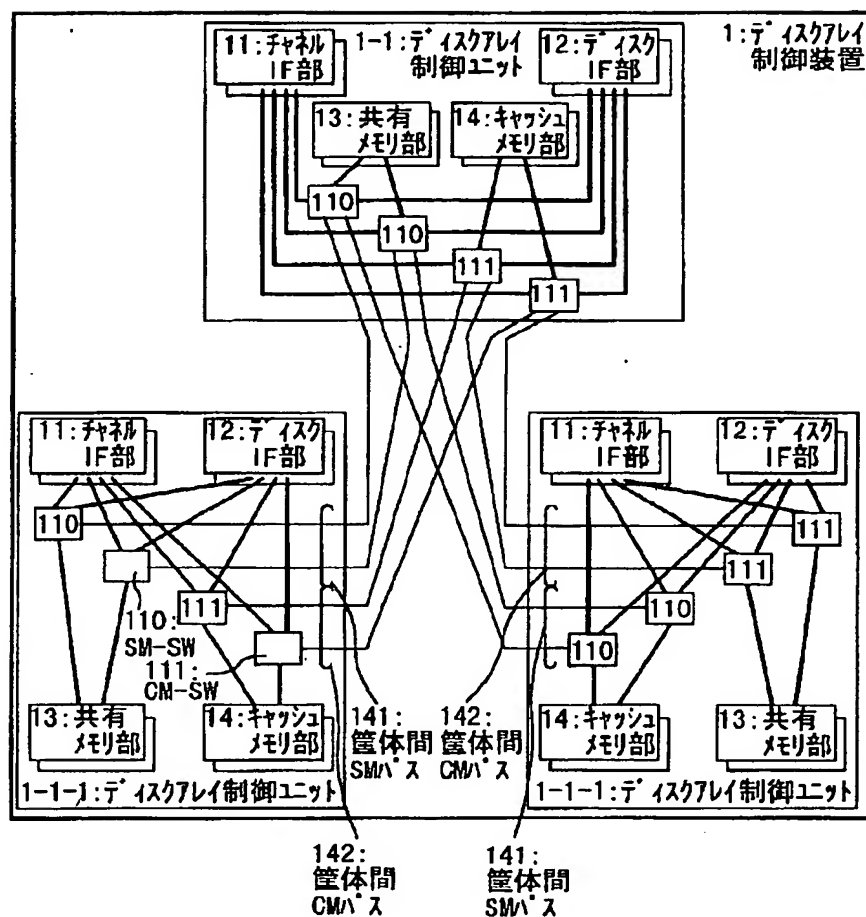 1:ディスクアレイ
制御装置
11:チャネル
IF部
1-1:ディスクアレイ
制御ユニット
12:ディスク
IF部
13:共有
メモリ部
14:キャッシュ
メモリ部
110
110
111
111
11:チャネル
IF部
12:ディスク
IF部
110
111
110:
SM-SW
111:
CM-SW
13:共有
メモリ部
14:キャッシュ
メモリ部
1-1-1:ディスクアレイ制御ユニット
141:
筐体間
SMパス
142:
筐体間
CMパス
11:チャネル
IF部
12:ディスク
IF部
111
111
110
110
14:キャッシュ
メモリ部
13:共有
メモリ部
1-1-1:ディスクアレイ制御ユニット
142:
筐体間
CMパス
141:
筐体間
SMパス